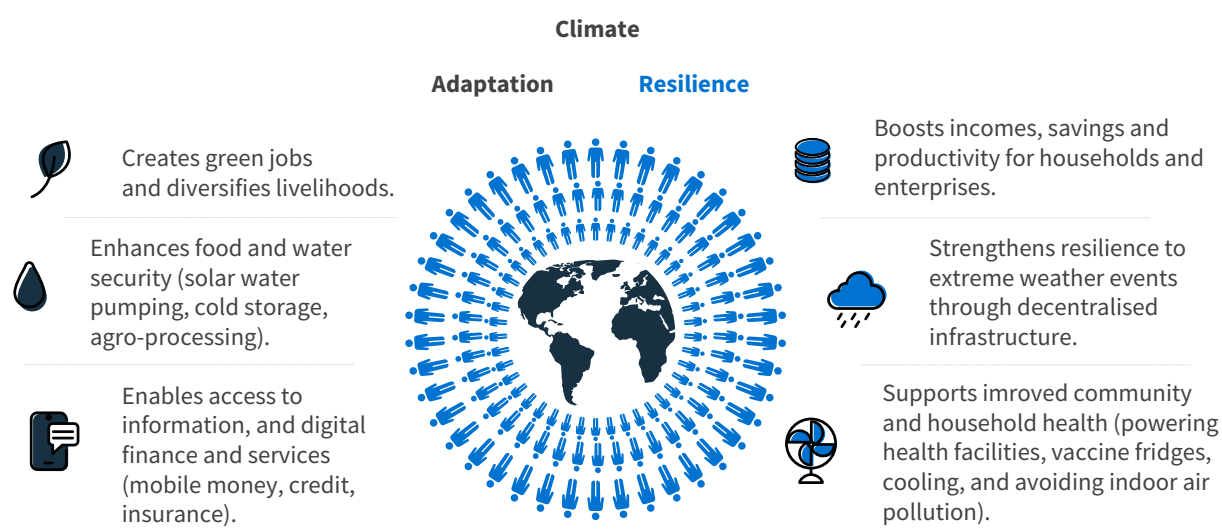 Climate
Adaptation
Resilience
Creates green jobs
and diversifies livelihoods.
Enhances food and water
security (solar water
pumping, cold storage,
agro-processing).
Enables access to
information, and digital
finance and services
(mobile money, credit,
insurance).
Boosts incomes, savings and
productivity for households and
enterprises.
Strengthens resilience to
extreme weather events
through decentralised
infrastructure.
Supports imroved community
and household health (powering
health facilities, vaccine fridges,
cooling, and avoiding indoor air
pollution).